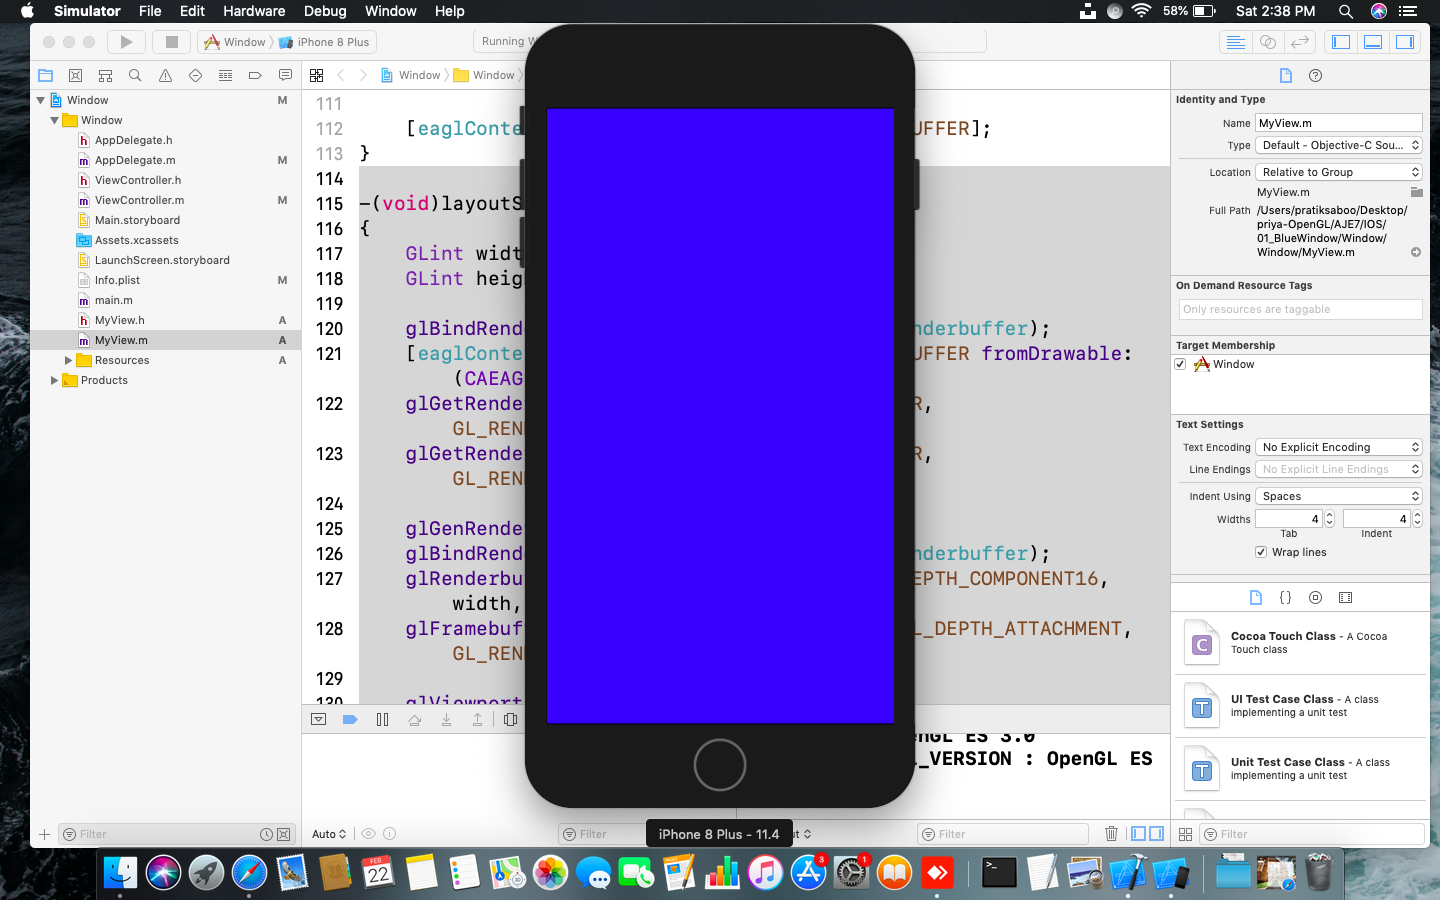 Simulator File Edit Hardware Debug Window Help
58% Sat 2:38 PM
Window iPhone 8 Plus
Running W
Window Window
Window M
Window
AppDelegate.h
AppDelegate.m M
ViewController.h
ViewController.m M
Main.storyboard
Assets.xcassets
LaunchScreen.storyboard
Info.plist M
main.m
MyView.h A
MyView.m A
Resources A
Products
Filter
111
112 [eaglConte UFFER];
113 }
114
115 -(void)layoutS
116 {
117 GLint widt
118 GLint heig
119
120 glBindRende nderbuffer);
121 [eaglConte UFFER fromDrawable:
(CAEAG
122 glGetRende R,
GL_REN
123 glGetRende R,
GL_REN
124
125 glGenRende
126 glBindRend nderbuffer);
127 glRenderbu EPTH_COMPONENT16,
width,
128 glFramebuf L_DEPTH_ATTACHMENT,
GL_REN
129
130 glViewport
enGL ES 3.0
_VERSION : OpenGL ES
Auto
Filter
Filter
iPhone 8 Plus - 11.4
Identity and Type
Name MyView.m
Type Default - Objective-C Sou...
Location Relative to Group
MyView.m
Full Path /Users/pratiksaboo/Desktop/
priya-OpenGL/AJE7/IOS/
01_BlueWindow/Window/
Window/MyView.m
On Demand Resource Tags
Only resources are taggable
Target Membership
Window
Text Settings
Text Encoding No Explicit Encoding
Line Endings No Explicit Line Endings
Indent Using Spaces
Widths 4 4
Tab Indent
Wrap lines
Cocoa Touch Class - A Cocoa
Touch class
UI Test Case Class - A class
implementing a unit test
Unit Test Case Class - A class
implementing a unit test
Filter
FEB
22
3
1